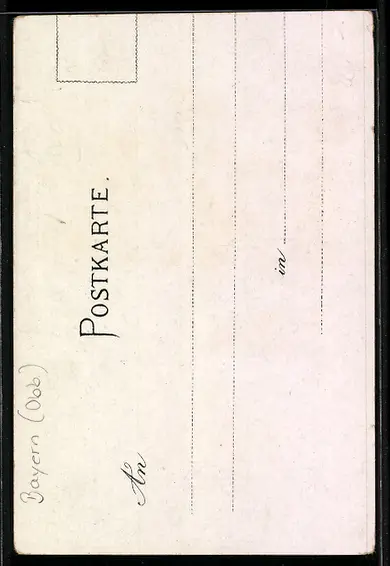 Bayern (Obb.)
POSTKARTE.
An
in